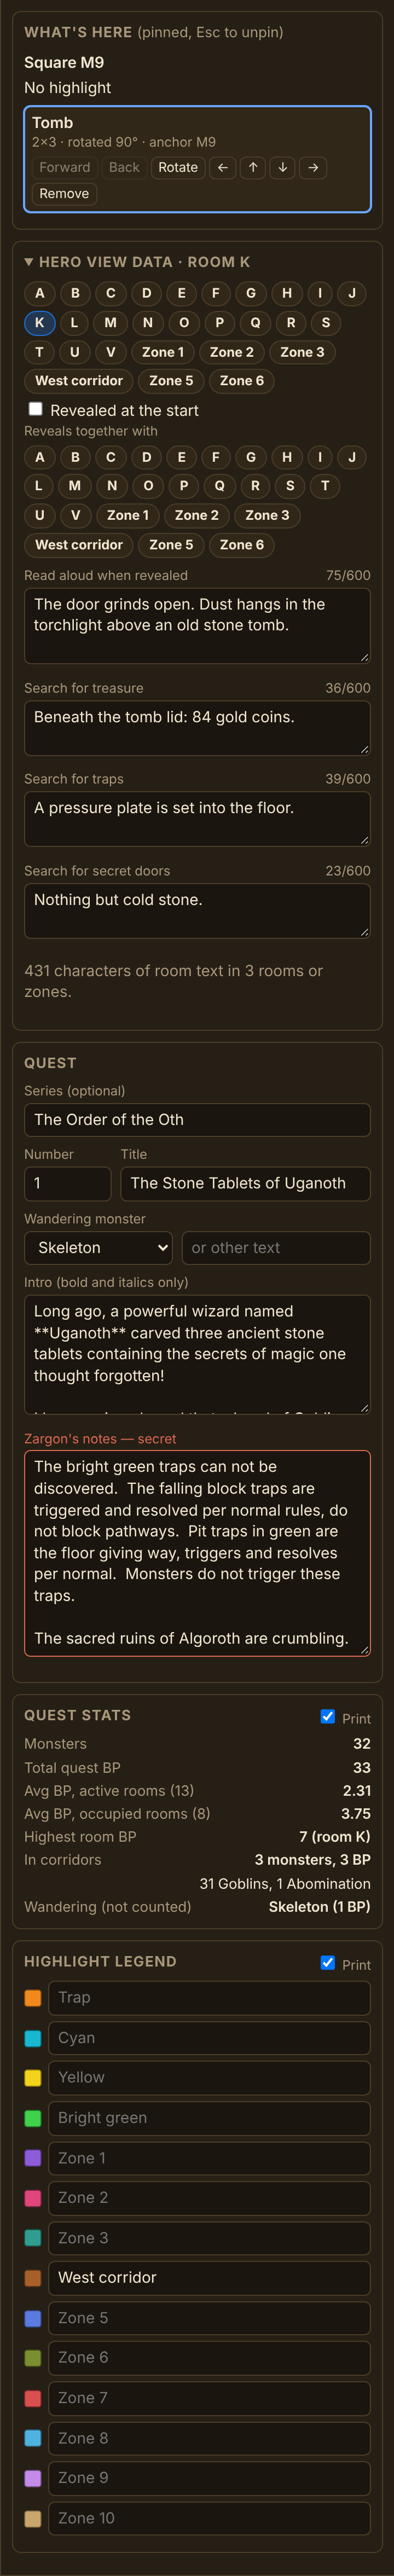 WHAT'S HERE (pinned, Esc to unpin)
Square M9
No highlight
Tomb
2×3 · rotated 90° · anchor M9
Forward Back Rotate ← ↑ ↓ →
Remove
▼ HERO VIEW DATA · ROOM K
A B C D E F G H I J
K L M N O P Q R S
T U V Zone 1 Zone 2 Zone 3
West corridor Zone 5 Zone 6
Revealed at the start
Reveals together with
A B C D E F G H I J
L M N O P Q R S T
U V Zone 1 Zone 2 Zone 3
West corridor Zone 5 Zone 6
Read aloud when revealed 75/600
The door grinds open. Dust hangs in the
torchlight above an old stone tomb.
Search for treasure 36/600
Beneath the tomb lid: 84 gold coins.
Search for traps 39/600
A pressure plate is set into the floor.
Search for secret doors 23/600
Nothing but cold stone.
431 characters of room text in 3 rooms or
zones.
QUEST
Series (optional)
The Order of the Oth
Number Title
1 The Stone Tablets of Uganoth
Wandering monster
Skeleton or other text
Intro (bold and italics only)
Long ago, a powerful wizard named
**Uganoth** carved three ancient stone
tablets containing the secrets of magic one
thought forgotten!
Zargon's notes — secret
The bright green traps can not be
discovered.  The falling block traps are
triggered and resolved per normal rules, do
not block pathways.  Pit traps in green are
the floor giving way, triggers and resolves
per normal.  Monsters do not trigger these
traps.
The sacred ruins of Algoroth are crumbling.
QUEST STATS Print
Monsters 32
Total quest BP 33
Avg BP, active rooms (13) 2.31
Avg BP, occupied rooms (8) 3.75
Highest room BP 7 (room K)
In corridors 3 monsters, 3 BP
31 Goblins, 1 Abomination
Wandering (not counted) Skeleton (1 BP)
HIGHLIGHT LEGEND Print
Trap
Cyan
Yellow
Bright green
Zone 1
Zone 2
Zone 3
West corridor
Zone 5
Zone 6
Zone 7
Zone 8
Zone 9
Zone 10